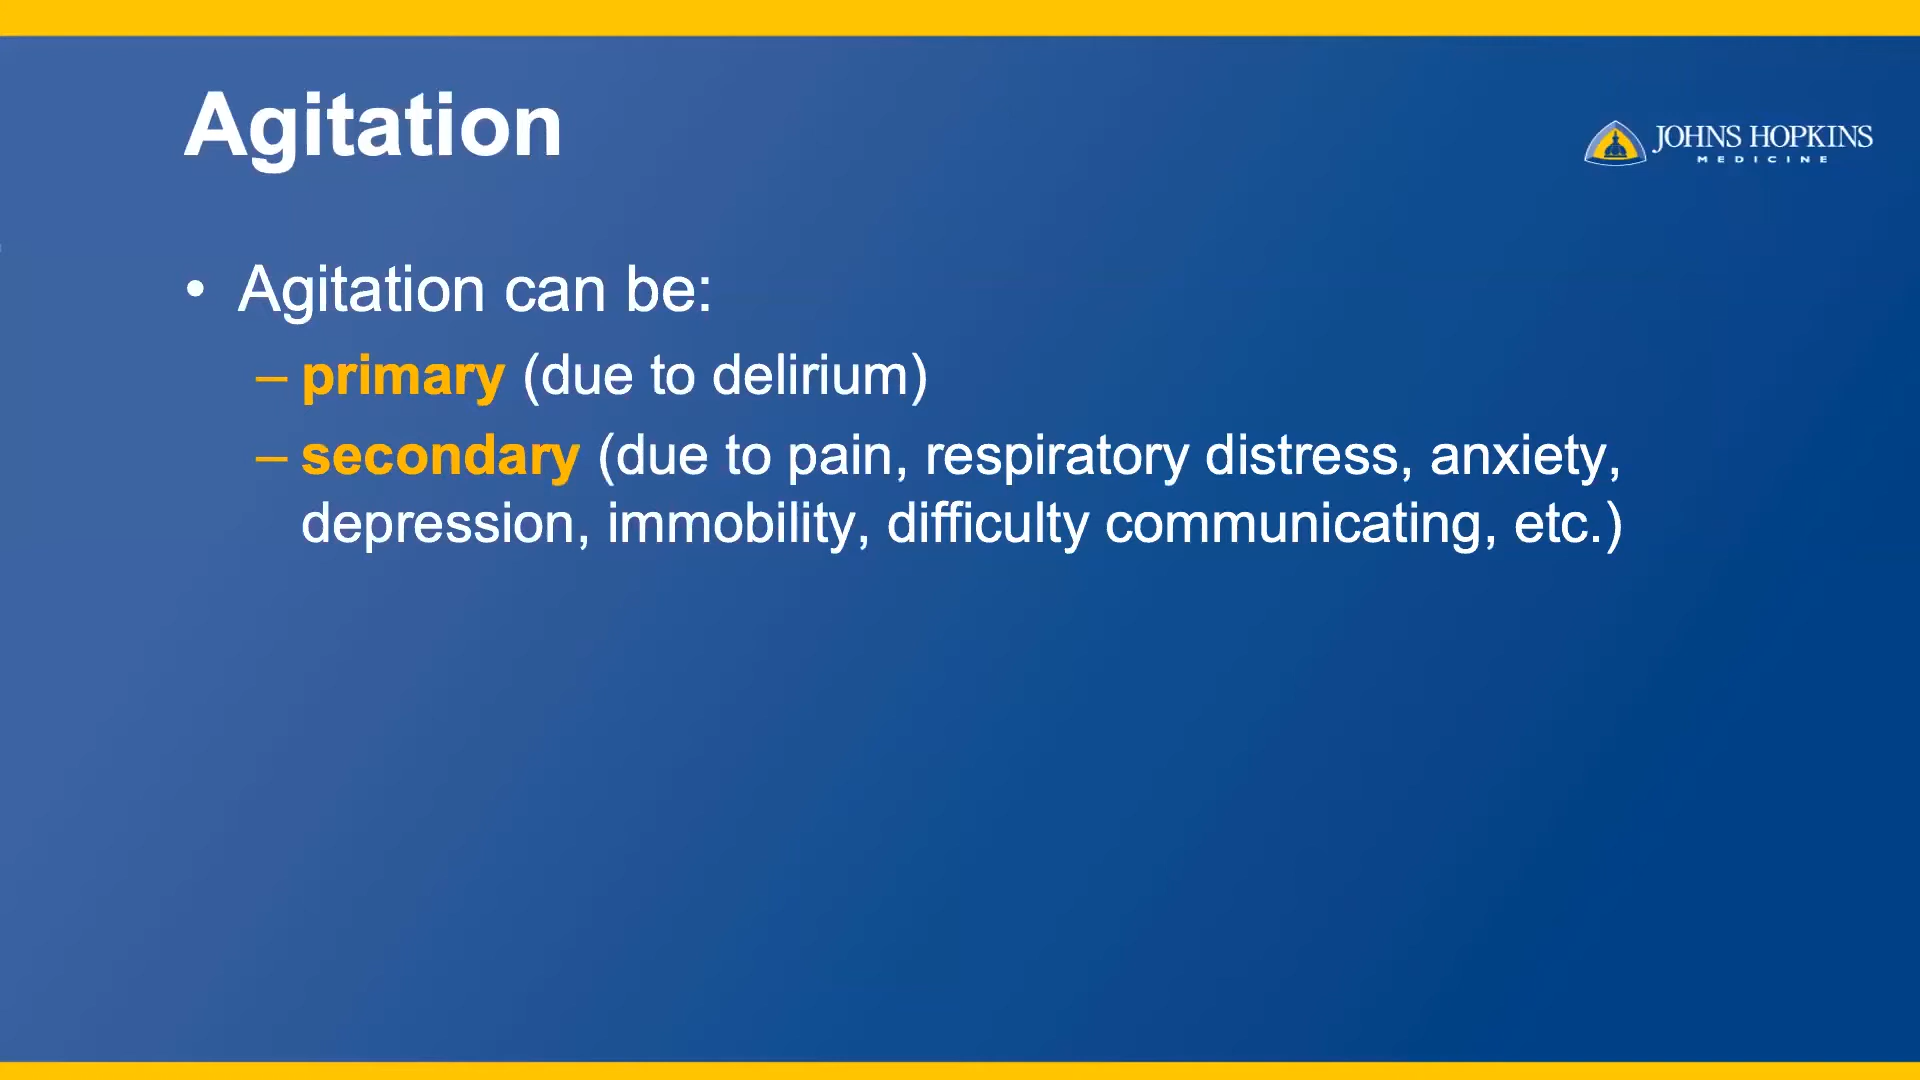 Agitation
JOHNS HOPKINS
MEDICINE
• Agitation can be:
– primary (due to delirium)
– secondary (due to pain, respiratory distress, anxiety,
depression, immobility, difficulty communicating, etc.)